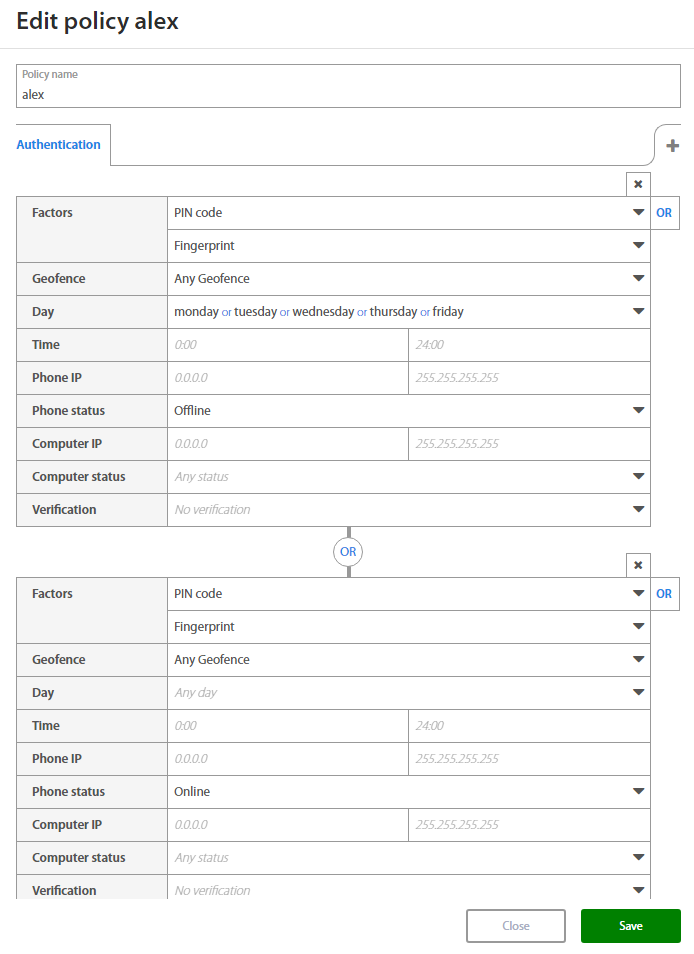 Edit policy alex
Policy name
alex
Authentication
Factors PIN code OR
Fingerprint
Geofence Any Geofence
Day monday or tuesday or wednesday or thursday or friday
Time 0:00 24:00
Phone IP 0.0.0.0 255.255.255.255
Phone status Offline
Computer IP 0.0.0.0 255.255.255.255
Computer status Any status
Verification No verification
OR
Factors PIN code OR
Fingerprint
Geofence Any Geofence
Day Any day
Time 0:00 24:00
Phone IP 0.0.0.0 255.255.255.255
Phone status Online
Computer IP 0.0.0.0 255.255.255.255
Computer status Any status
Verification No verification
Close Save